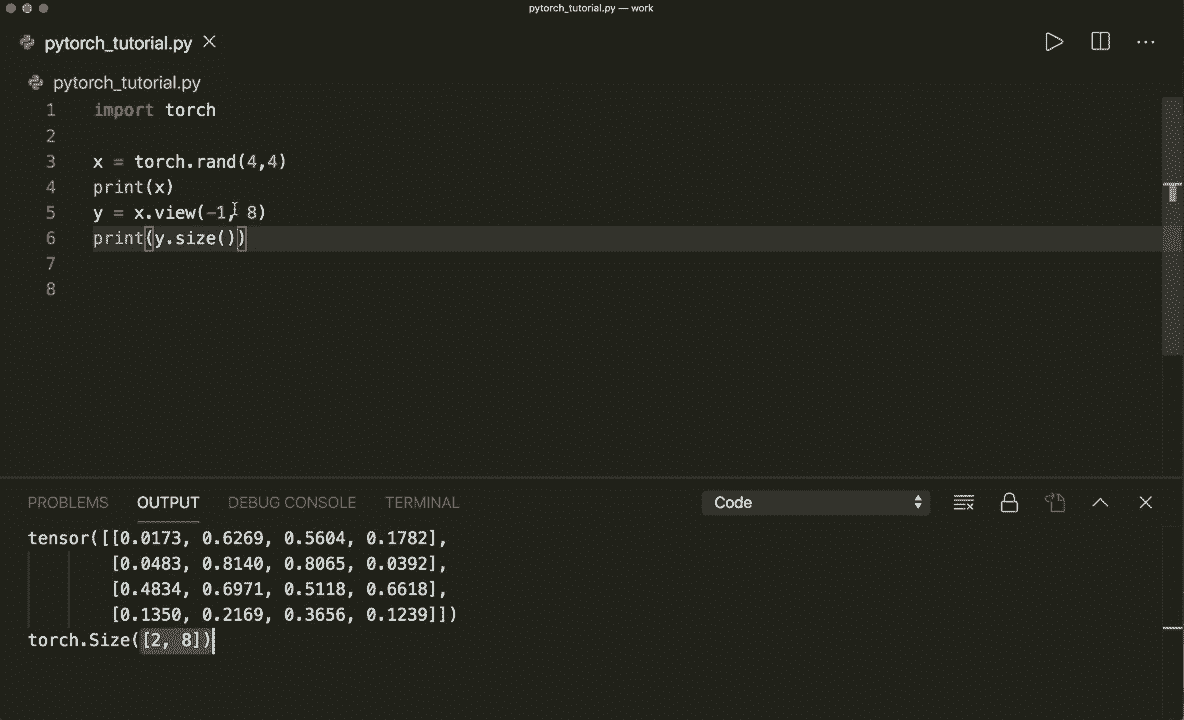 pytorch_tutorial.py — work
pytorch_tutorial.py
pytorch_tutorial.py
1 import torch
2
3 x = torch.rand(4,4)
4 print(x)
5 y = x.view(-1, 8)
6 print(y.size())
7
8
PROBLEMS OUTPUT DEBUG CONSOLE TERMINAL Code
tensor([[0.0173, 0.6269, 0.5604, 0.1782],
[0.0483, 0.8140, 0.8065, 0.0392],
[0.4834, 0.6971, 0.5118, 0.6618],
[0.1350, 0.2169, 0.3656, 0.1239]])
torch.Size([2, 8])